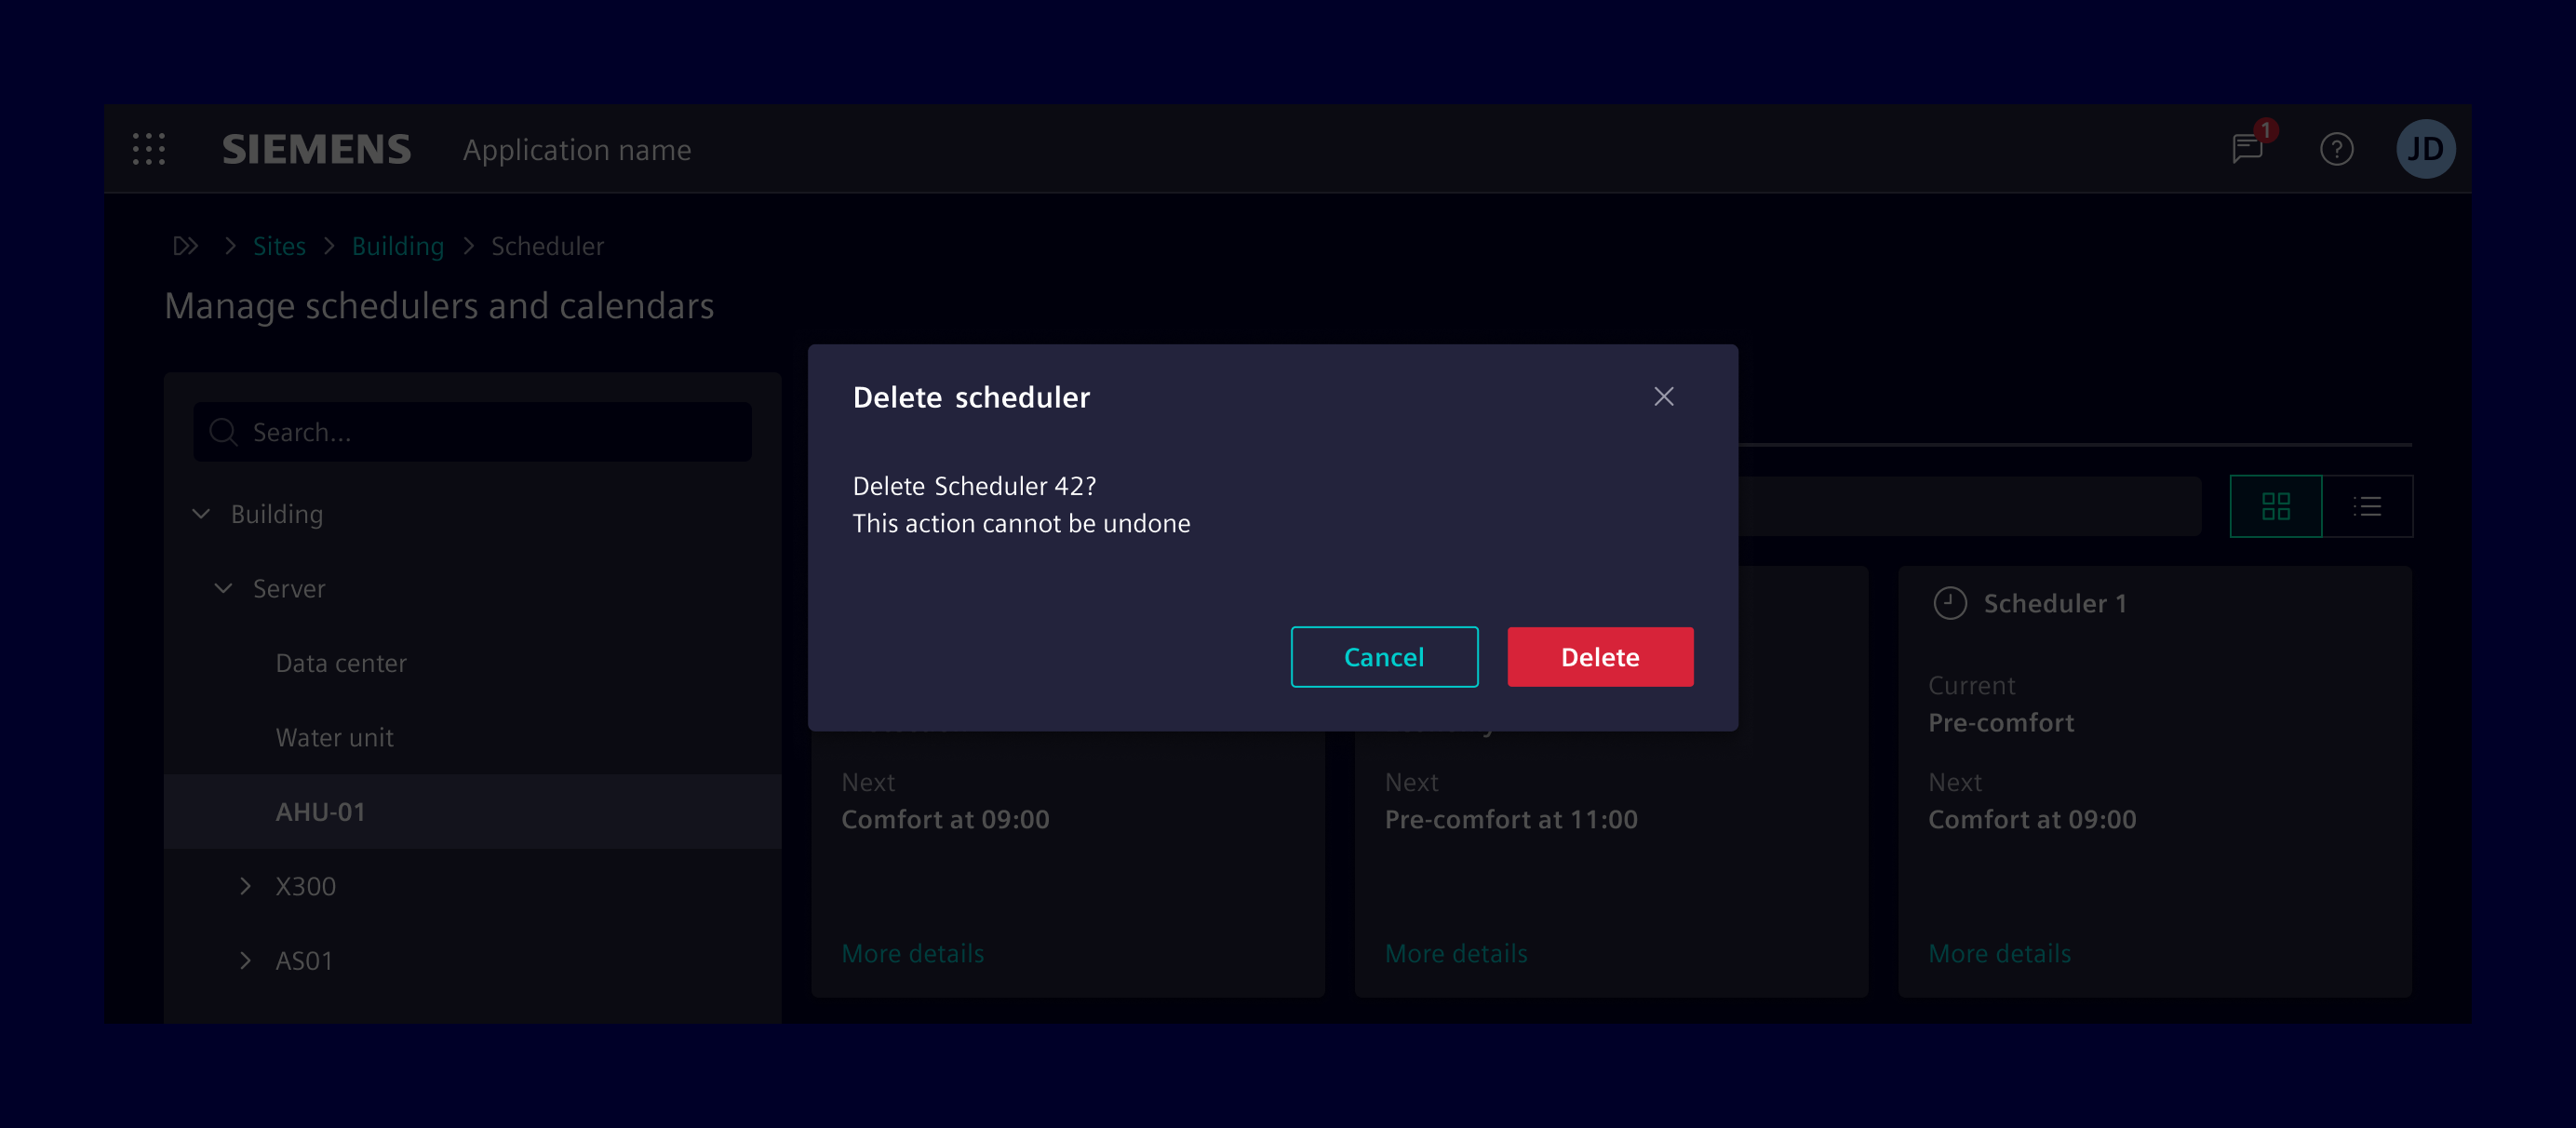 SIEMENS Application name 1 JD
Sites Building Scheduler
Manage schedulers and calendars
Search...
Building
Server
Data center
Water unit
AHU-01
X300
AS01
Delete scheduler
Delete Scheduler 42?
This action cannot be undone
Cancel Delete
Next
Comfort at 09:00
More details
Next
Pre-comfort at 11:00
More details
Scheduler 1
Current
Pre-comfort
Next
Comfort at 09:00
More details